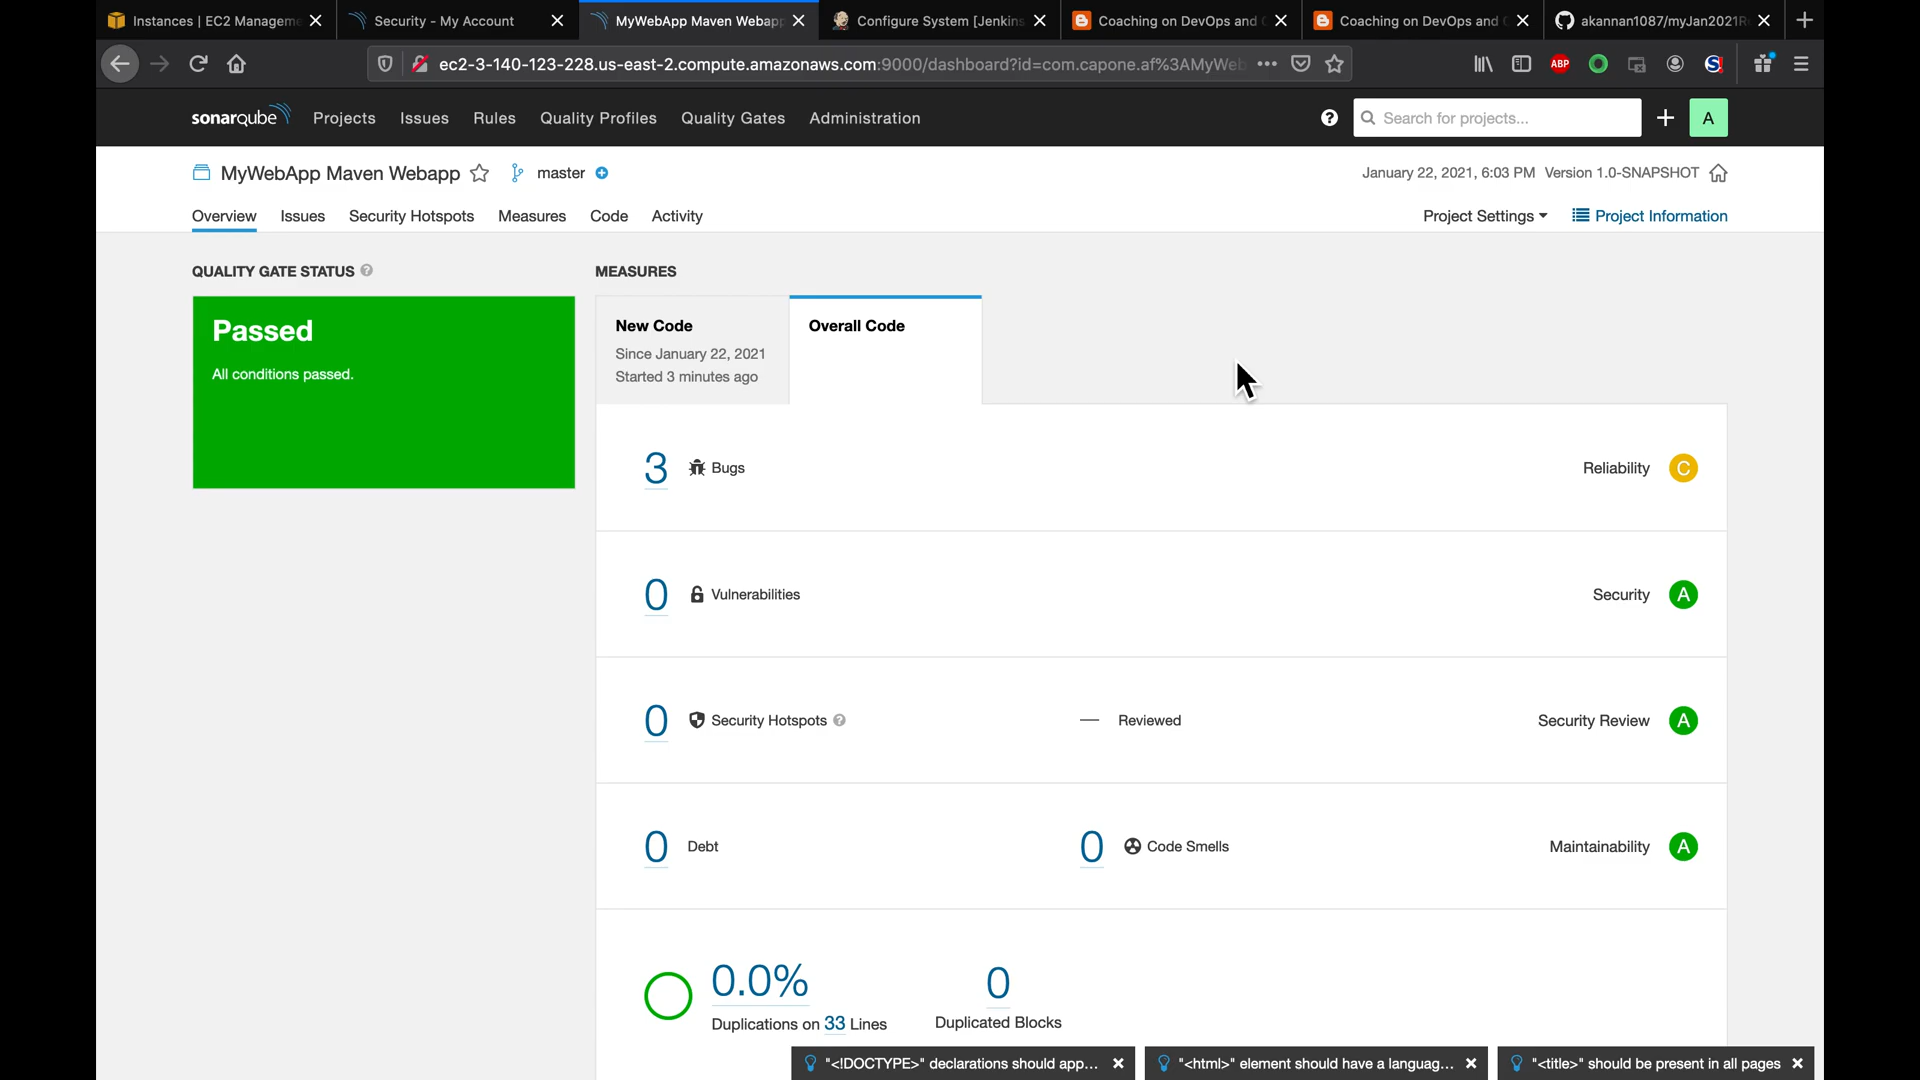 Instances | EC2 Manageme
Security - My Account
MyWebApp Maven Webapp
Configure System [Jenkins
Coaching on DevOps and C
Coaching on DevOps and C
akannan1087/myJan2021Re
ec2-3-140-123-228.us-east-2.compute.amazonaws.com:9000/dashboard?id=com.capone.af%3AMyWeb
ABP
sonarqube
Projects
Issues
Rules
Quality Profiles
Quality Gates
Administration
Search for projects...
A
MyWebApp Maven Webapp
master
January 22, 2021, 6:03 PM Version 1.0-SNAPSHOT
Overview
Issues
Security Hotspots
Measures
Code
Activity
Project Settings
Project Information
QUALITY GATE STATUS
MEASURES
Passed
All conditions passed.
New Code
Since January 22, 2021
Started 3 minutes ago
Overall Code
3 Bugs
Reliability C
0 Vulnerabilities
Security A
0 Security Hotspots
— Reviewed
Security Review A
0 Debt
0 Code Smells
Maintainability A
0.0%
Duplications on 33 Lines
0
Duplicated Blocks
"<!DOCTYPE>" declarations should app...
"<html>" element should have a languag...
"<title>" should be present in all pages